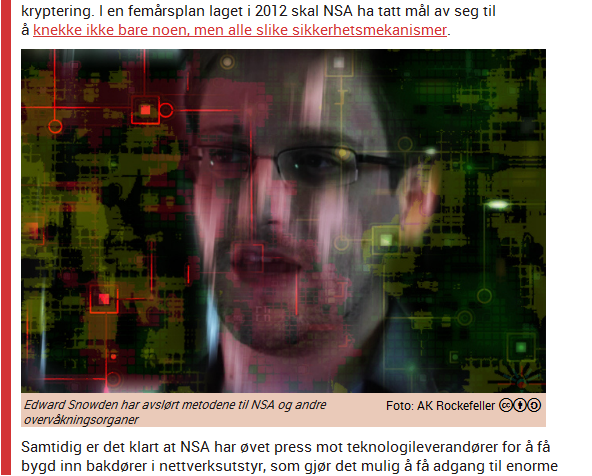 kryptering. I en femårsplan laget i 2012 skal NSA ha tatt mål av seg til
å knekke ikke bare noen, men alle slike sikkerhetsmekanismer.
Edward Snowden har avslørt metodene til NSA og andre
overvåkningsorganer
Foto: AK Rockefeller
Samtidig er det klart at NSA har øvet press mot teknologileverandører for å få
bygd inn bakdører i nettverksutstyr, som gjør det mulig å få adgang til enorme